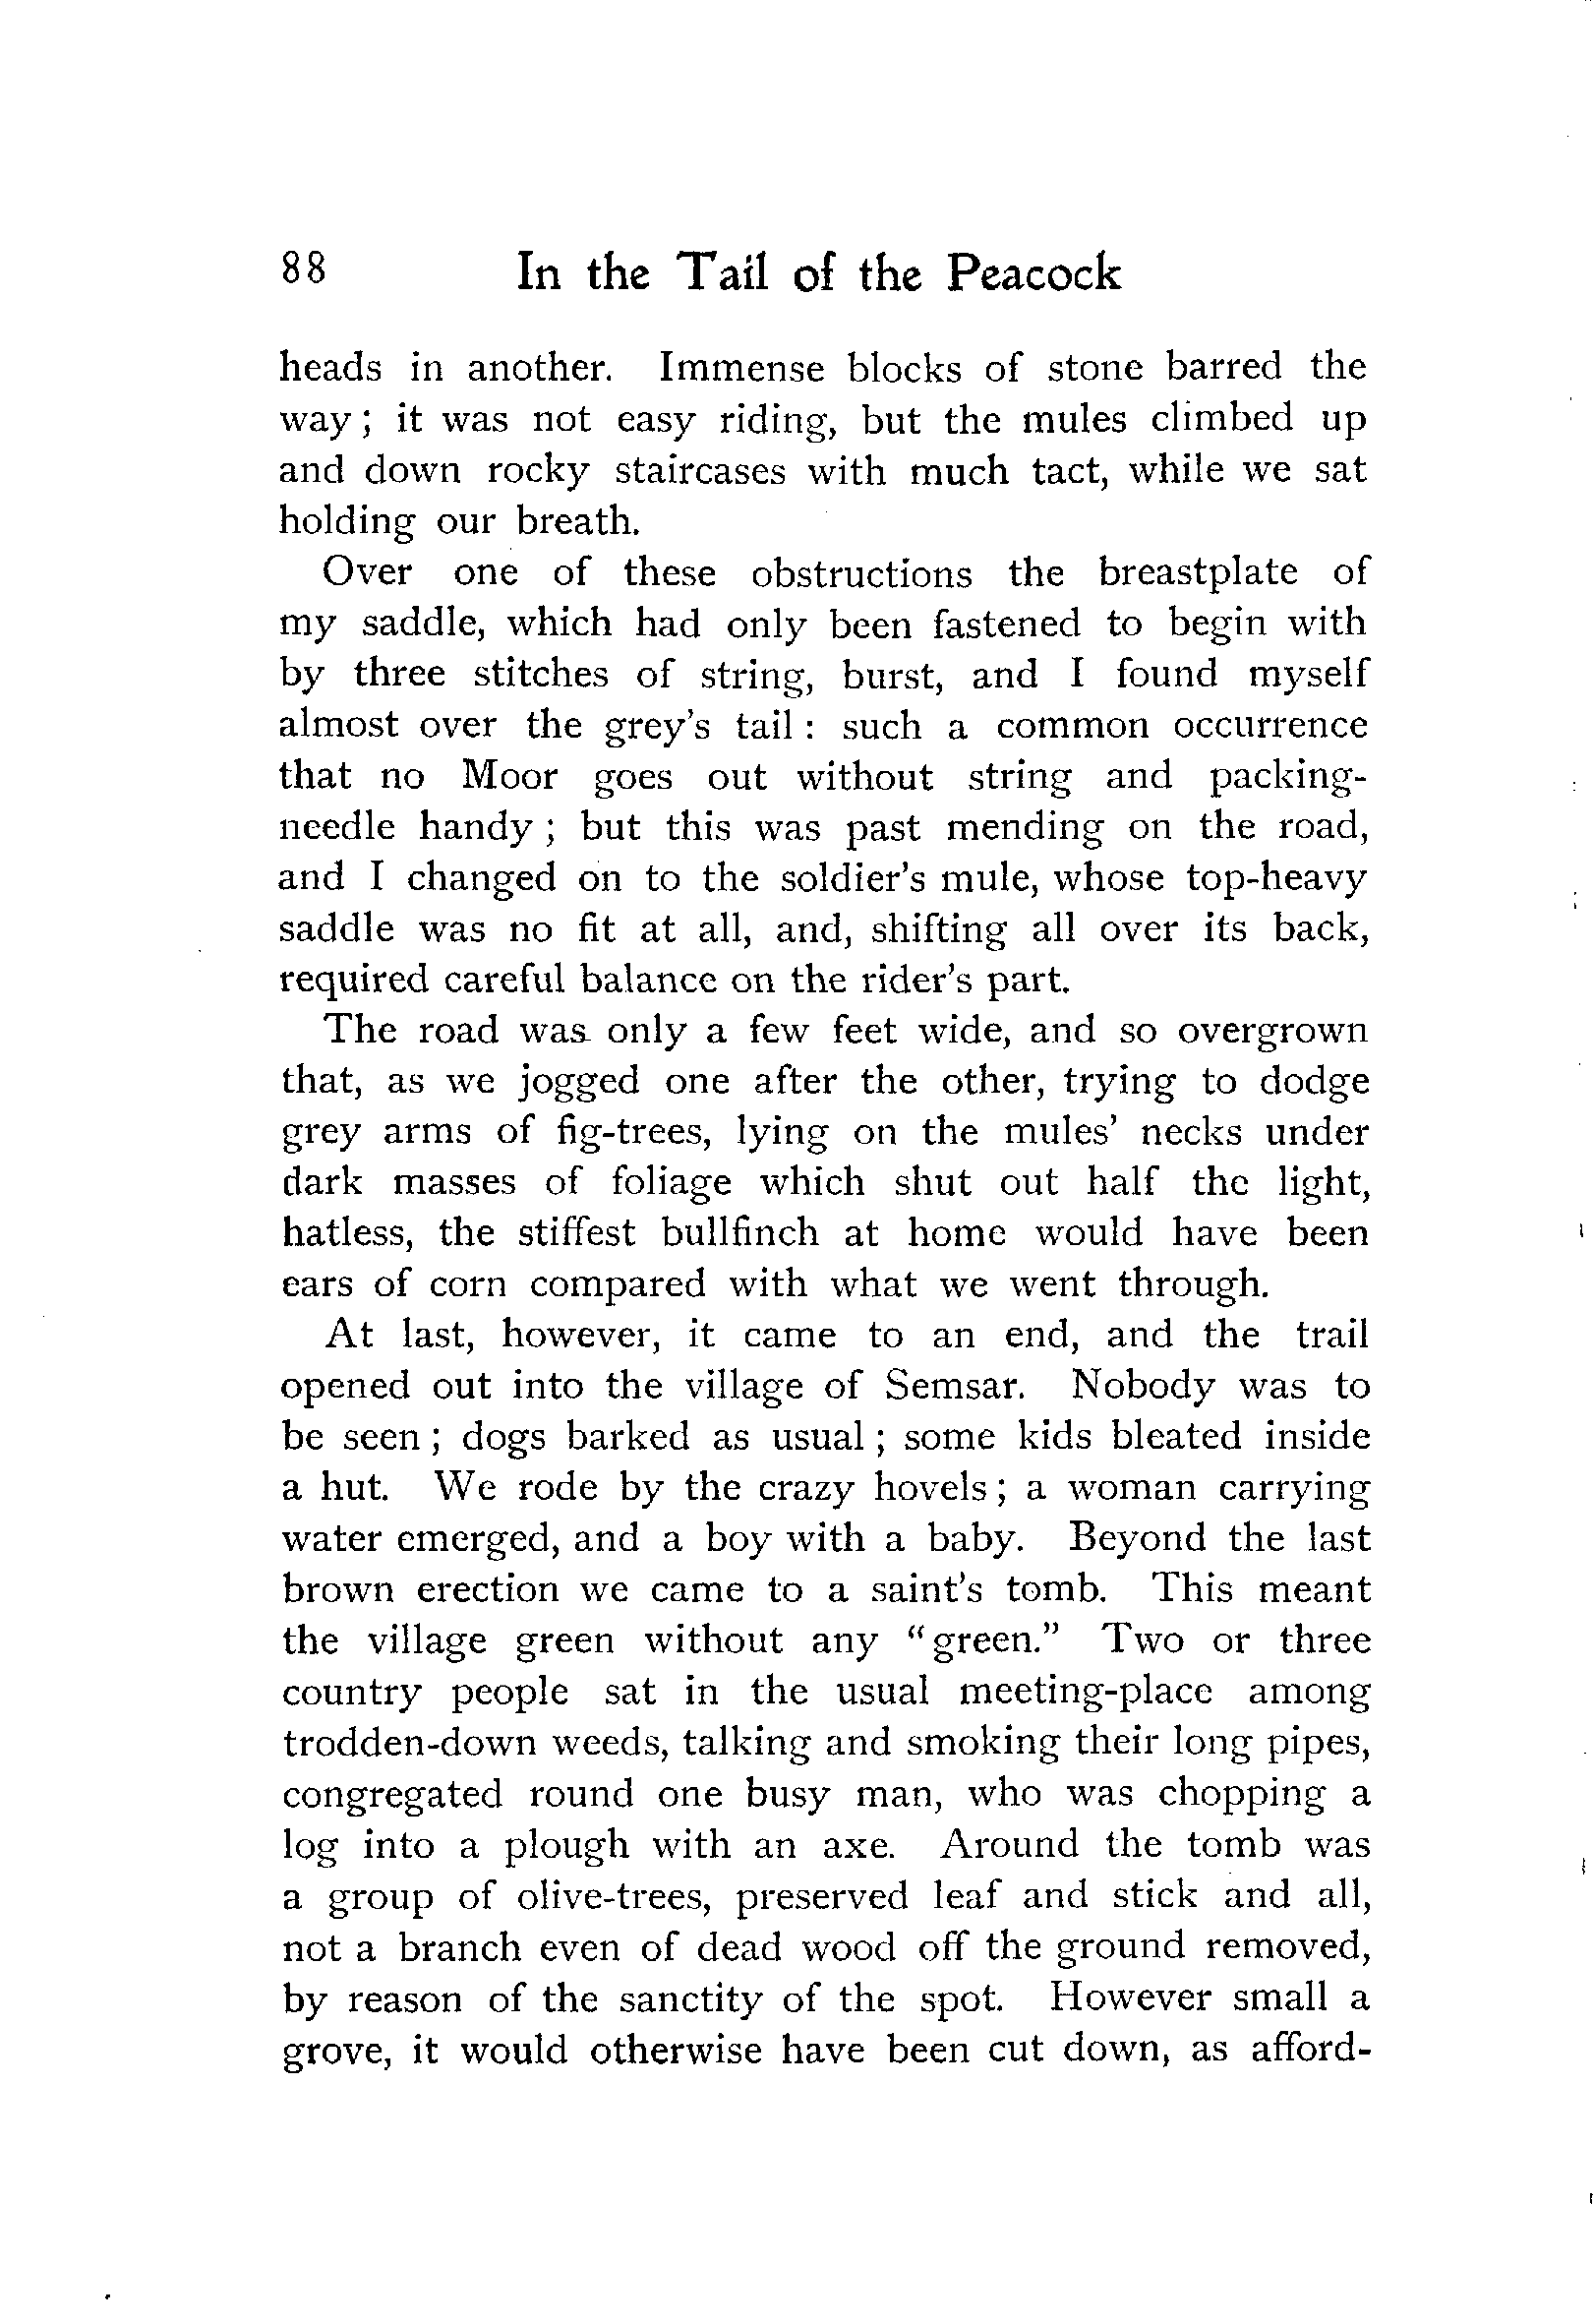 88 In the Tail of the Peacock
heads in another. Immense blocks of stone barred the
way; it was not easy riding, but the mules climbed up
and down rocky staircases with much tact, while we sat
holding our breath.
Over one of these obstructions the breastplate of
my saddle, which had only been fastened to begin with
by three stitches of string, burst, and I found myself
almost over the grey's tail: such a common occurrence
that no Moor goes out without string and packing-
needle handy; but this was past mending on the road,
and I changed on to the soldier's mule, whose top-heavy
saddle was no fit at all, and, shifting all over its back,
required careful balance on the rider's part.
The road was only a few feet wide, and so overgrown
that, as we jogged one after the other, trying to dodge
grey arms of fig-trees, lying on the mules' necks under
dark masses of foliage which shut out half the light,
hatless, the stiffest bullfinch at home would have been
ears of corn compared with what we went through.
At last, however, it came to an end, and the trail
opened out into the village of Semsar. Nobody was to
be seen; dogs barked as usual; some kids bleated inside
a hut. We rode by the crazy hovels; a woman carrying
water emerged, and a boy with a baby. Beyond the last
brown erection we came to a saint's tomb. This meant
the village green without any "green." Two or three
country people sat in the usual meeting-place among
trodden-down weeds, talking and smoking their long pipes,
congregated round one busy man, who was chopping a
log into a plough with an axe. Around the tomb was
a group of olive-trees, preserved leaf and stick and all,
not a branch even of dead wood off the ground removed,
by reason of the sanctity of the spot. However small a
grove, it would otherwise have been cut down, as afford-